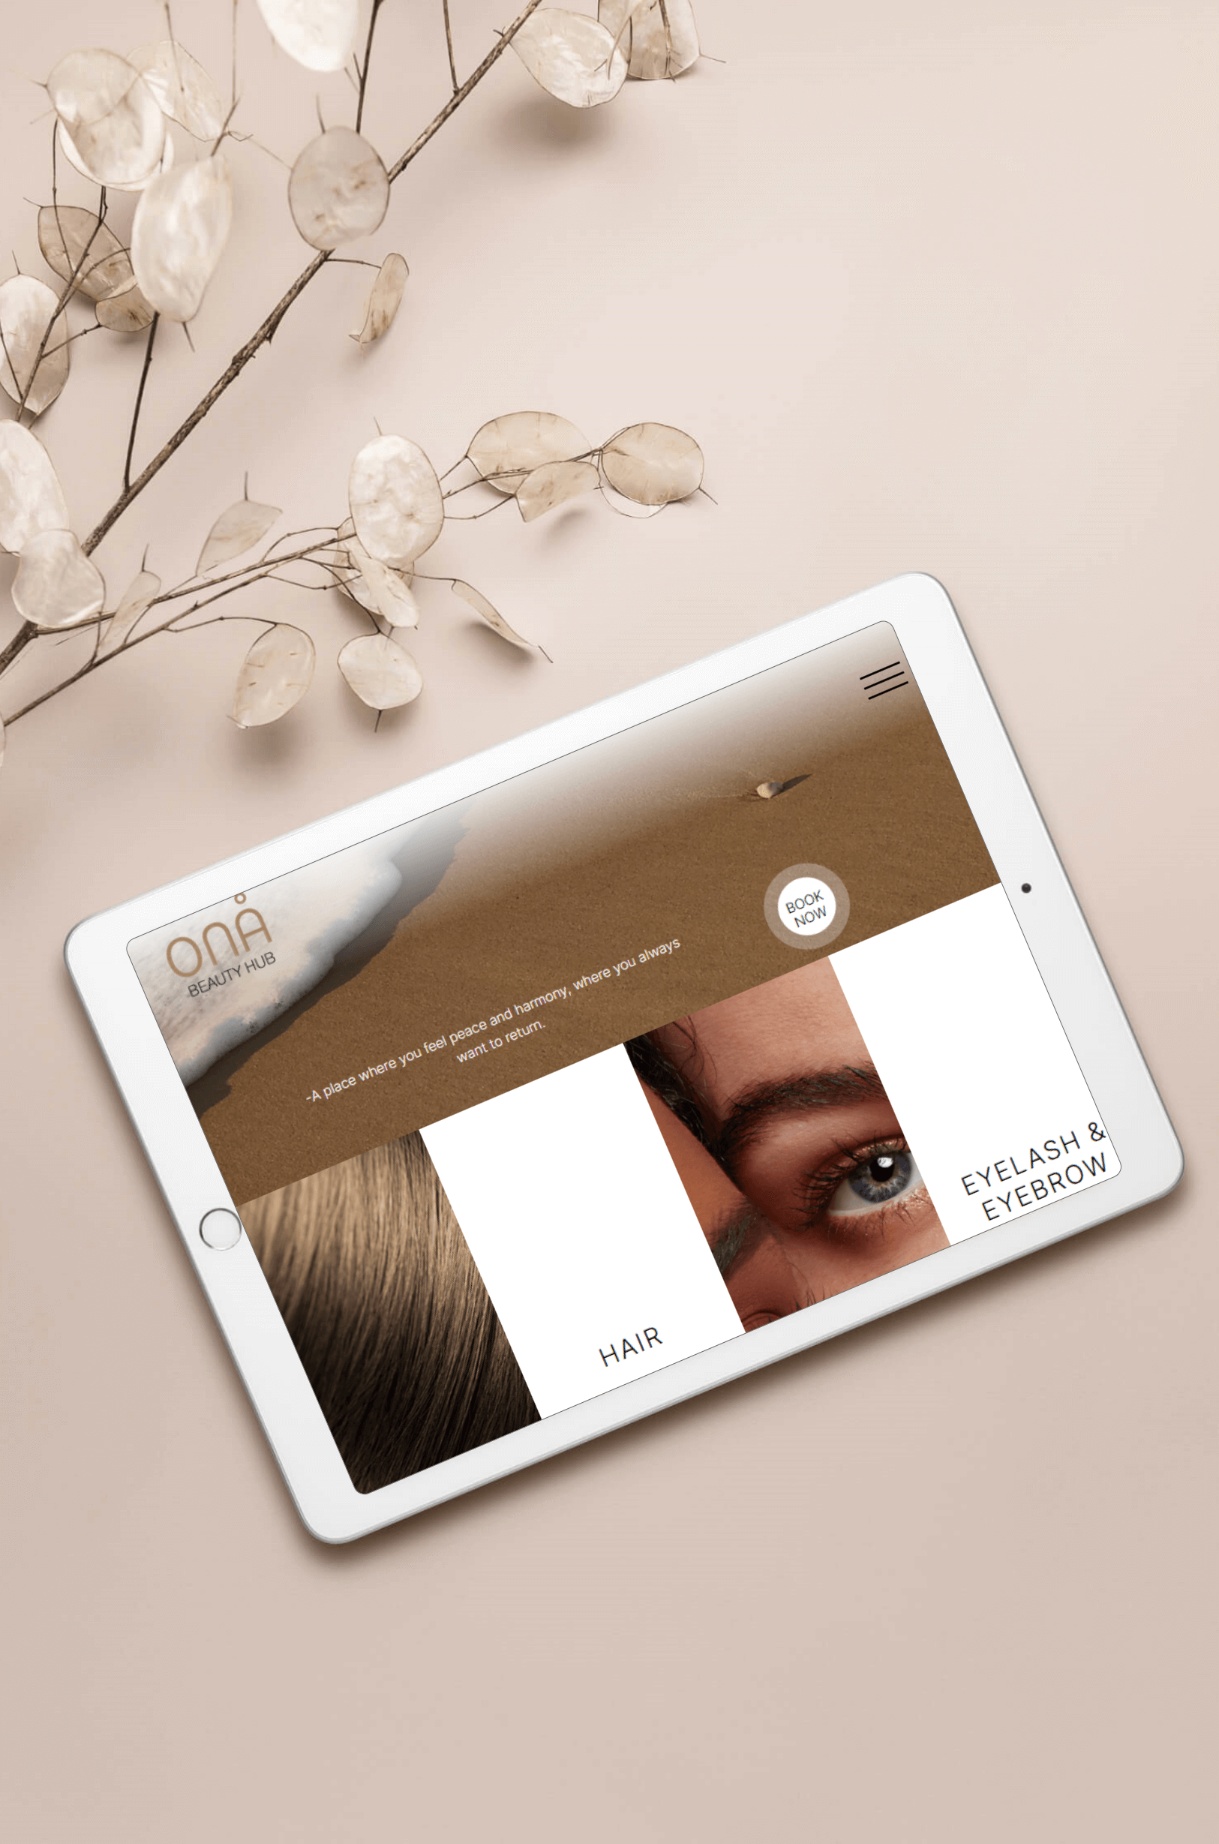 ONÅ
BEAUTY HUB
-A place where you feel peace and harmony, where you always
want to return.
BOOK
NOW
HAIR
EYELASH &
EYEBROW